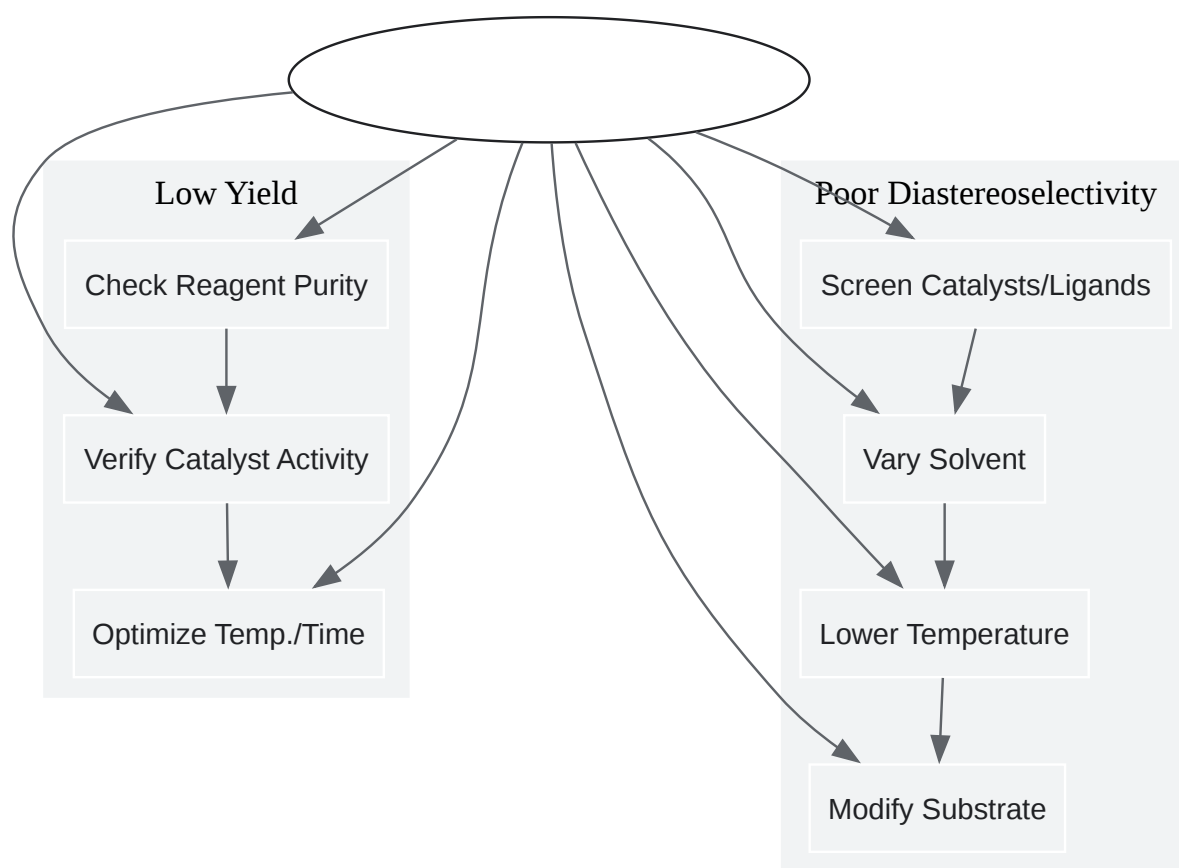 Low Yield
Check Reagent Purity
Verify Catalyst Activity
Optimize Temp./Time
Poor Diastereoselectivity
Screen Catalysts/Ligands
Vary Solvent
Lower Temperature
Modify Substrate